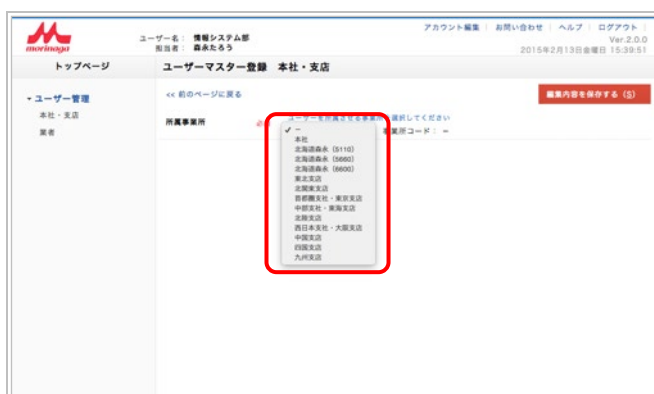 morinaga
ユーザー名： 情報システム部
担当者： 森永たろう
アカウント編集 | お問い合わせ | ヘルプ | ログアウト
Ver.2.0.0
2015年2月13日金曜日 15:39:51
トップページ
ユーザーマスター登録 本社・支店
ユーザー管理
本社・支店
業者
<< 前のページに戻る
編集内容を保存する (S)
所属事業所
ユーザーを所属させる事業所を選択してください
✓ −
事業所コード： −
本社
北海道森永 (5110)
北海道森永 (5660)
北海道森永 (6600)
東北支店
北関東支店
首都圏支社・東京支店
中部支社・東海支店
北陸支店
西日本支社・大阪支店
中国支店
四国支店
九州支店